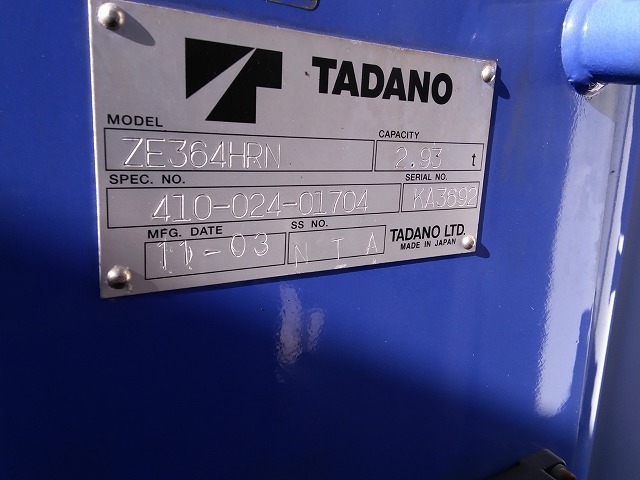 TADANO
MODEL
CAPACITY
ZE364HRN
2.93 t
SPEC. NO.
SERIAL NO.
410-024-01704
KA3692
MFG. DATE
SS NO.
11-03
N I A
TADANO LTD.
MADE IN JAPAN